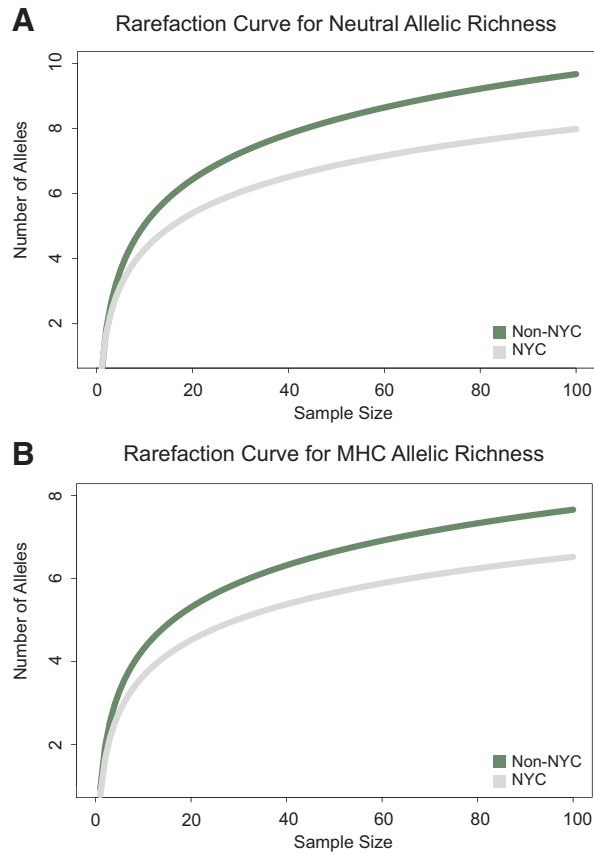 A
Rarefaction Curve for Neutral Allelic Richness
Number of Alleles
10
8
6
4
2
Non-NYC
NYC
0 20 40 60 80 100
Sample Size
B
Rarefaction Curve for MHC Allelic Richness
Number of Alleles
8
6
4
2
Non-NYC
NYC
0 20 40 60 80 100
Sample Size